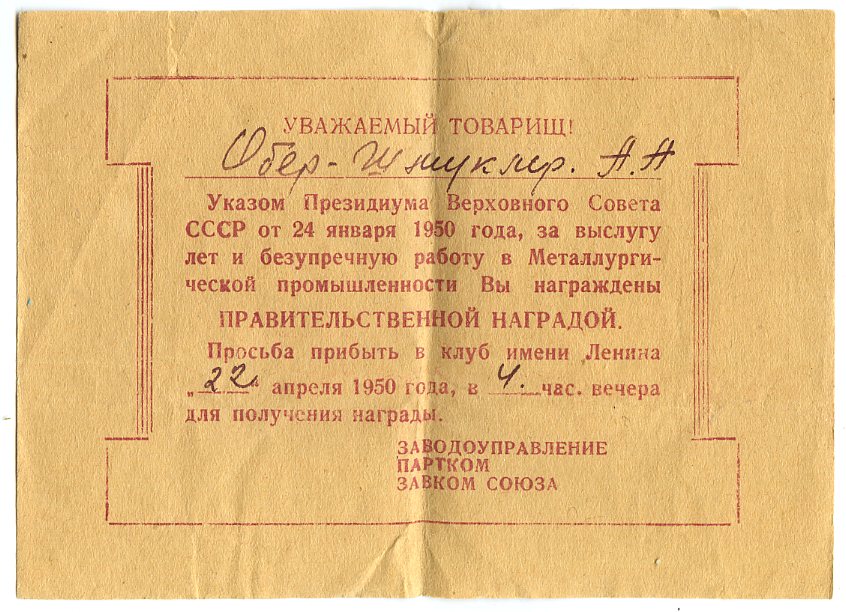 УВАЖАЕМЫЙ ТОВАРИЩ!
Обер- А.А
Указом Президиума Верховного Совета
СССР от 24 января 1950 года, за выслугу
лет и безупречную работу в Металлурги-
ческой промышленности Вы награждены
ПРАВИТЕЛЬСТВЕННОЙ НАГРАДОЙ.
Просьба прибыть в клуб имени Ленина
„22“ апреля 1950 года, в 4. час. вечера
для получения награды.
ЗАВОДОУПРАВЛЕНИЕ
ПАРТКОМ
ЗАВКОМ СОЮЗА